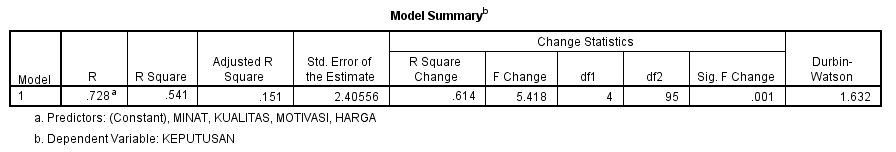 Model Summaryb
Change Statistics
Model R R Square Adjusted R Square Std. Error of the Estimate R Square Change F Change df1 df2 Sig. F Change Durbin-Watson
1 .728a .541 .151 2.40556 .614 5.418 4 95 .001 1.632
a. Predictors: (Constant), MINAT, KUALITAS, MOTIVASI, HARGA
b. Dependent Variable: KEPUTUSAN